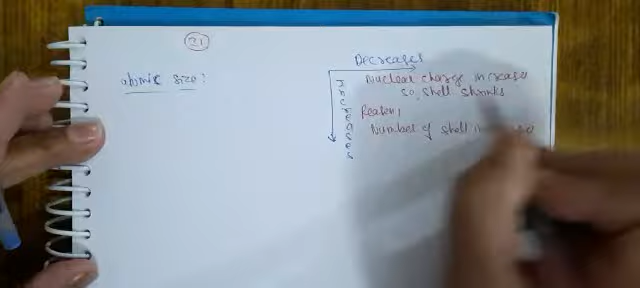 21
atomic size :
Decreases
Increases
Nuclear charge increases
so, shell shrinks
Reason,
Number of shell